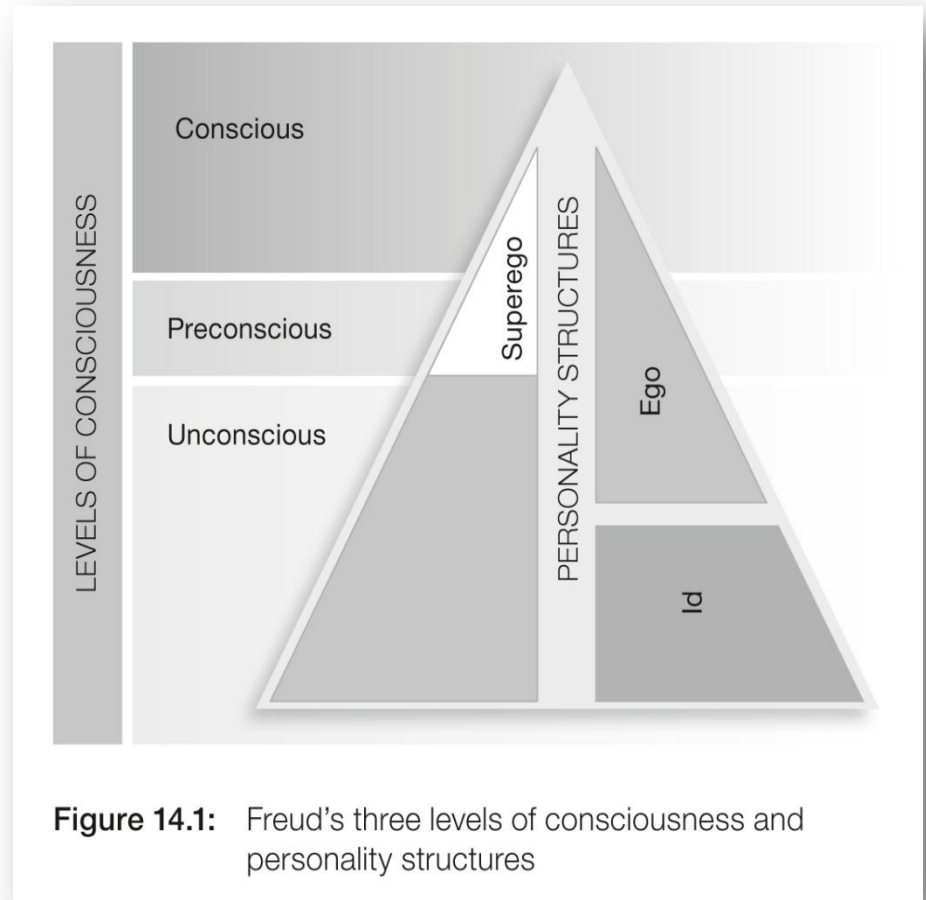 LEVELS OF CONSCIOUSNESS
Conscious
Preconscious
Unconscious
Superego
PERSONALITY STRUCTURES
Ego
Id
Figure 14.1: Freud's three levels of consciousness and
personality structures